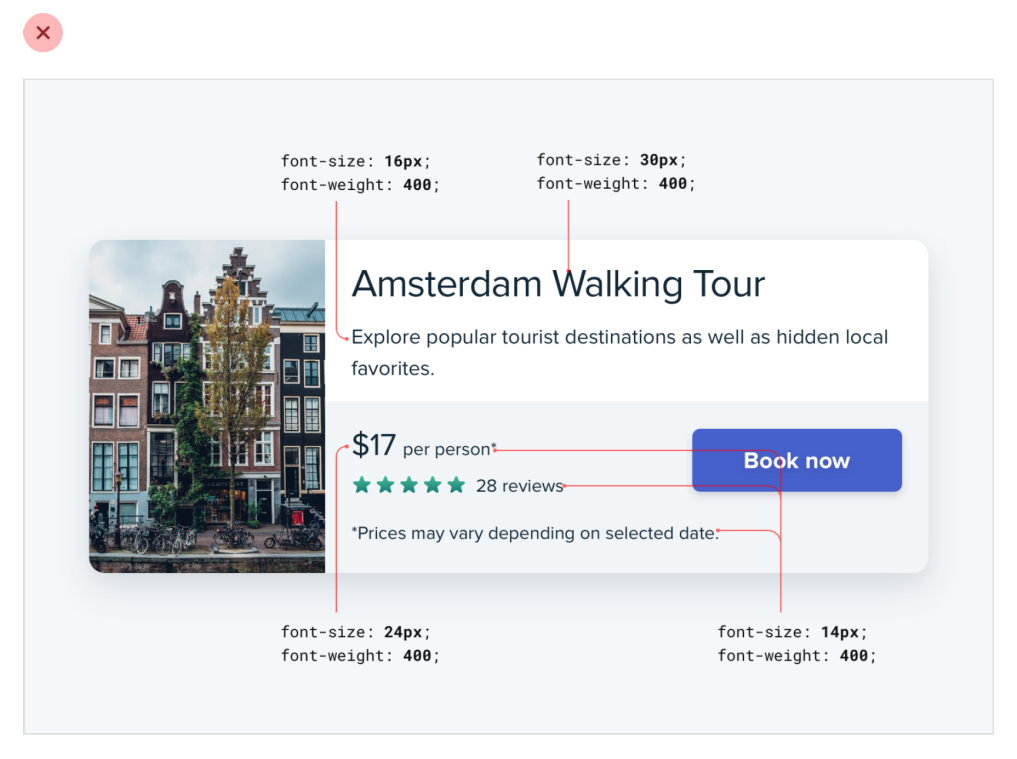 font-size: 16px;
font-weight: 400;
font-size: 30px;
font-weight: 400;
Amsterdam Walking Tour
Explore popular tourist destinations as well as hidden local
favorites.
$17 per person*
Book now
28 reviews
*Prices may vary depending on selected date.
font-size: 24px;
font-weight: 400;
font-size: 14px;
font-weight: 400;